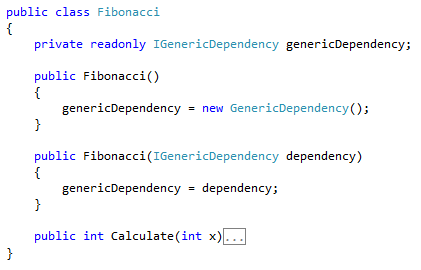 public class Fibonacci
{
    private readonly IGenericDependency genericDependency;
    public Fibonacci()
    {
        genericDependency = new GenericDependency();
    }
    public Fibonacci(IGenericDependency dependency)
    {
        genericDependency = dependency;
    }
    public int Calculate(int x)...
}